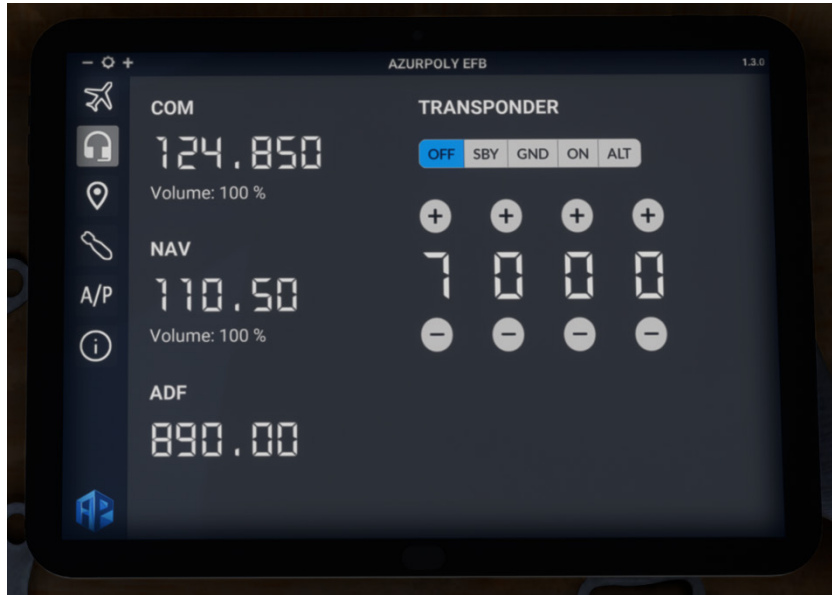 − +
AZURPOLY EFB
1.3.0
A/P
i
AP
COM
124.850
Volume: 100 %
NAV
110.50
Volume: 100 %
ADF
890.00
TRANSPONDER
OFF SBY GND ON ALT
+ + + +
7 0 0 0
− − − −